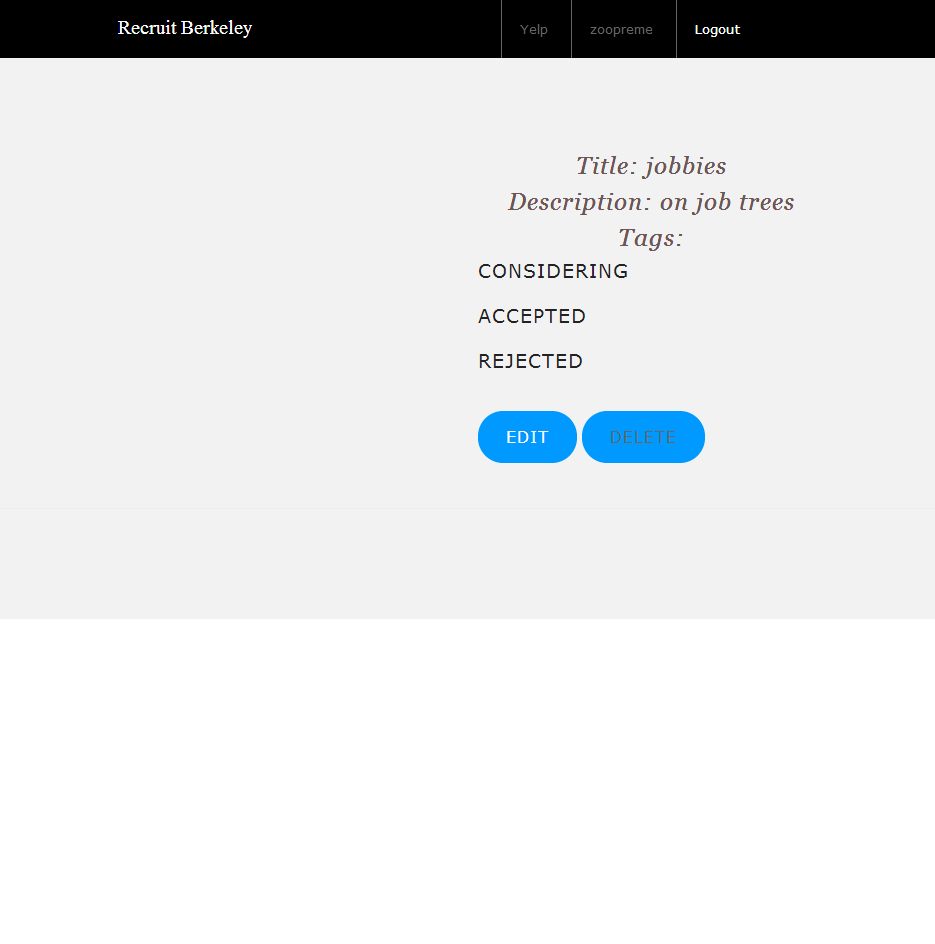 Recruit Berkeley
Yelp
zoopreme
Logout
Title: jobbies
Description: on job trees
Tags:
CONSIDERING
ACCEPTED
REJECTED
EDIT
DELETE